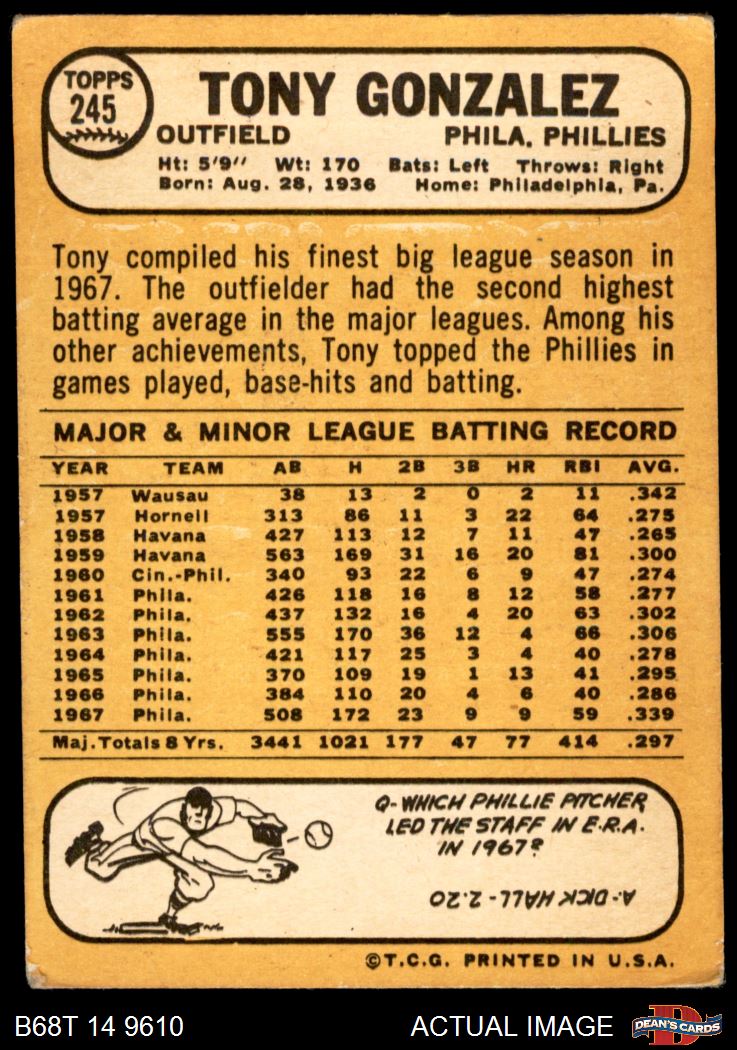 TOPPS
245
TONY GONZALEZ
OUTFIELD PHILA. PHILLIES
Ht: 5'9" Wt: 170 Bats: Left Throws: Right
Born: Aug. 28, 1936 Home: Philadelphia, Pa.
Tony compiled his finest big league season in
1967. The outfielder had the second highest
batting average in the major leagues. Among his
other achievements, Tony topped the Phillies in
games played, base-hits and batting.
MAJOR & MINOR LEAGUE BATTING RECORD
YEAR TEAM AB H 2B 3B HR RBI AVG.
1957 Wausau 38 13 2 0 2 11 .342
1957 Hornell 313 86 11 3 22 64 .275
1958 Havana 427 113 12 7 11 47 .265
1959 Havana 563 169 31 16 20 81 .300
1960 Cin.-Phil. 340 93 22 6 9 47 .274
1961 Phila. 426 118 16 8 12 58 .277
1962 Phila. 437 132 16 4 20 63 .302
1963 Phila. 555 170 36 12 4 66 .306
1964 Phila. 421 117 25 3 4 40 .278
1965 Phila. 370 109 19 1 13 41 .295
1966 Phila. 384 110 20 4 6 40 .286
1967 Phila. 508 172 23 9 9 59 .339
Maj. Totals 8 Yrs. 3441 1021 177 47 77 414 .297
Q-WHICH PHILLIE PITCHER
LED THE STAFF IN E.R.A.
IN 1967?
A-DICK HALL-2.20
©T.C.G. PRINTED IN U.S.A.
B68T 14 9610 ACTUAL IMAGE
D
DEAN'S CARDS